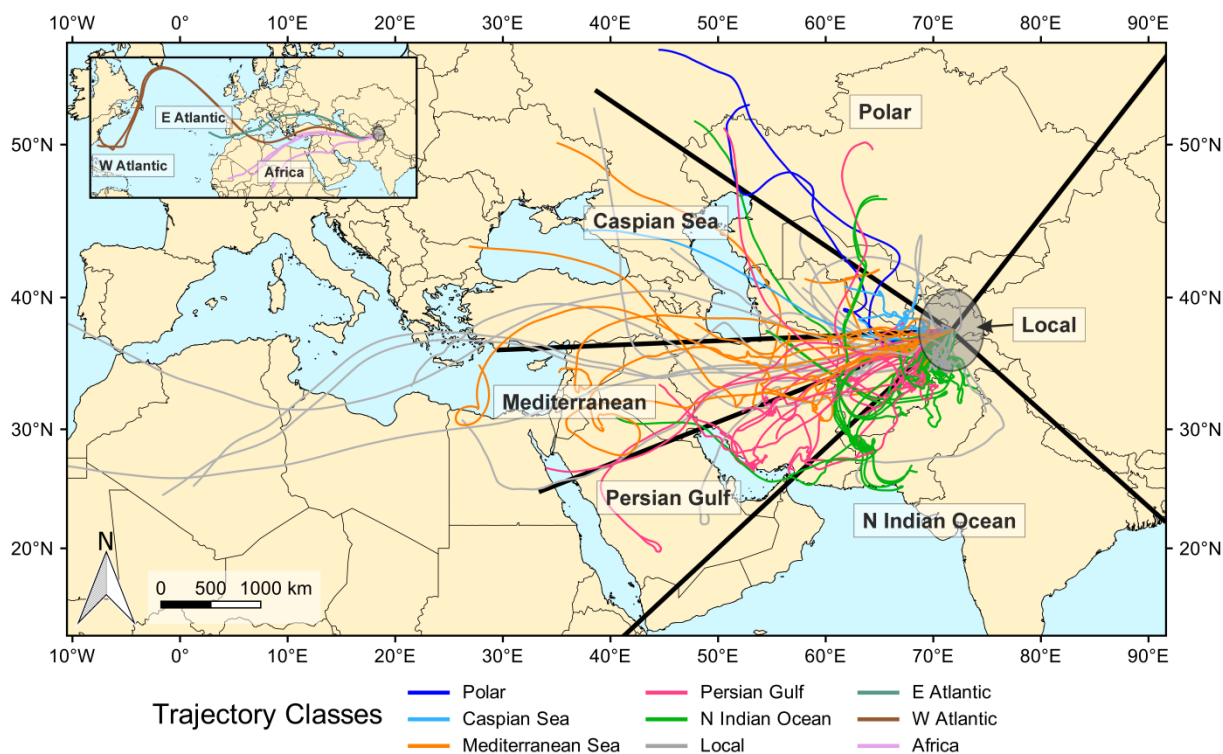 10°W 0° 10°E 20°E 30°E 40°E 50°E 60°E 70°E 80°E 90°E
E Atlantic
W Atlantic
Africa
Polar
50°N 50°N
Caspian Sea
40°N 40°N
Local
Mediterranean
30°N 30°N
Persian Gulf
N Indian Ocean
20°N 20°N
N
0 500 1000 km
10°W 0° 10°E 20°E 30°E 40°E 50°E 60°E 70°E 80°E 90°E
Trajectory Classes
Polar Persian Gulf E Atlantic
Caspian Sea N Indian Ocean W Atlantic
Mediterranean Sea Local Africa